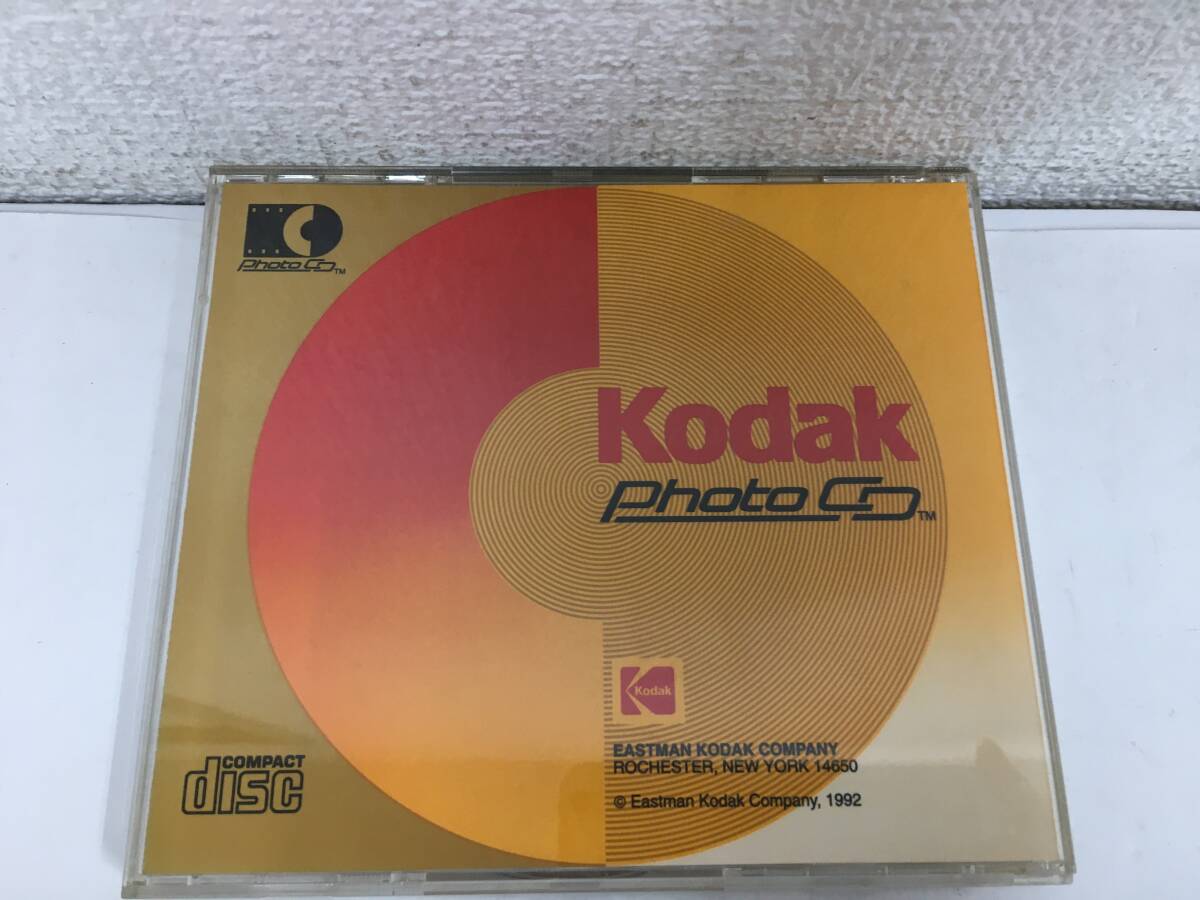 Photo CD™
Kodak
Photo CD™
Kodak
EASTMAN KODAK COMPANY
ROCHESTER, NEW YORK 14650
© Eastman Kodak Company, 1992
COMPACT
disc